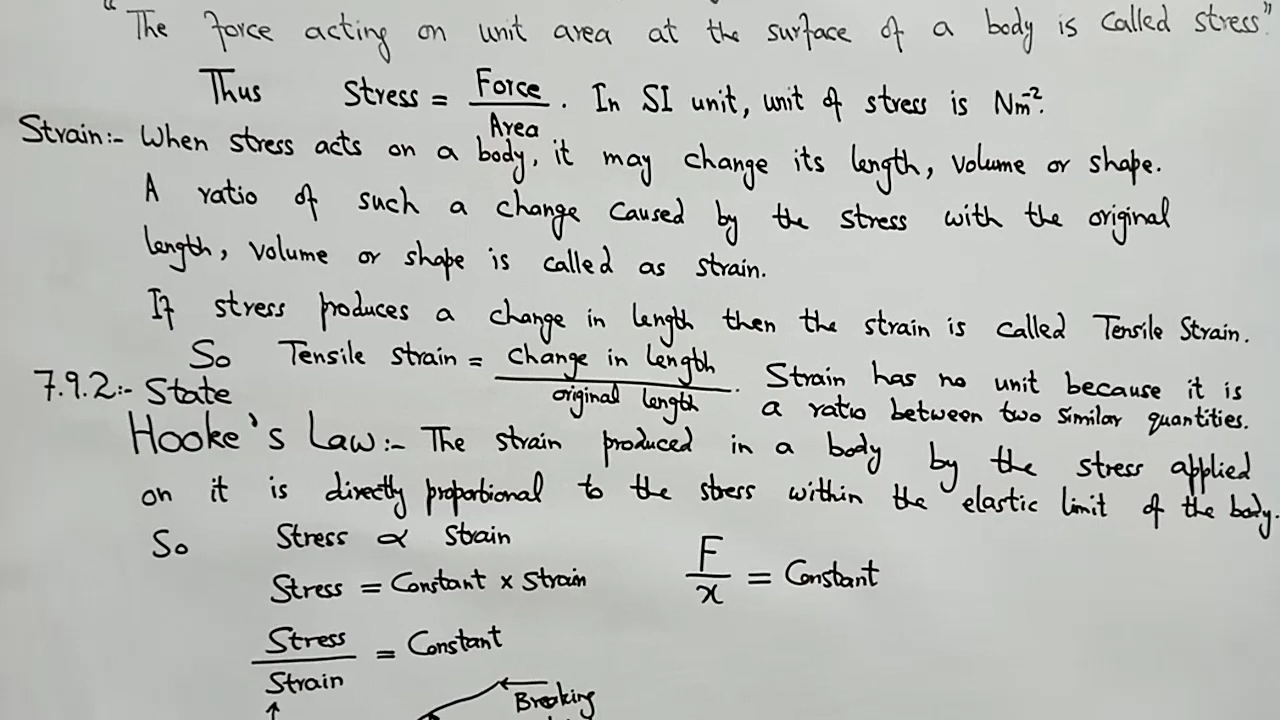 "The force acting on unit area at the surface of a body is called stress"
Thus Stress = Force / Area . In SI unit, unit of stress is Nm⁻².
Strain:- When stress acts on a body, it may change its length, volume or shape.
A ratio of such a change caused by the stress with the original
length, volume or shape is called as strain.
If stress produces a change in length then the strain is called Tensile Strain.
So Tensile strain = change in length / original length . Strain has no unit because it is
a ratio between two similar quantities.
7.9.2:- State
Hooke's Law:- The strain produced in a body by the stress applied
on it is directly proportional to the stress within the elastic limit of the body.
So Stress ∝ Strain
Stress = Constant x Strain
F / x = Constant
Stress / Strain = Constant
Breaking